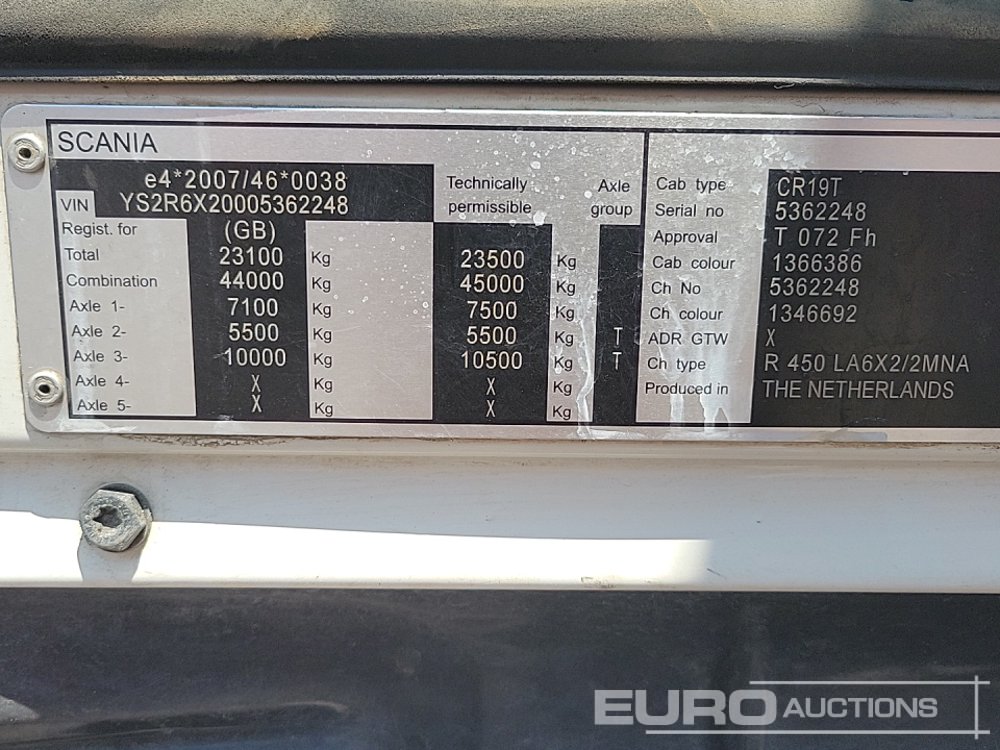 SCANIA
e4*2007/46*0038
VIN YS2R6X20005362248
Regist. for (GB)
Total 23100 Kg
Combination 44000 Kg
Axle 1- 7100 Kg
Axle 2- 5500 Kg
Axle 3- 10000 Kg
Axle 4- X Kg
Axle 5- X Kg
Technically permissible
Axle group
23500 Kg
45000 Kg
7500 Kg
5500 Kg T
10500 Kg T
X Kg
X Kg
Cab type CR19T
Serial no 5362248
Approval T 072 Fh
Cab colour 1366386
Ch No 5362248
Ch colour 1346692
ADR GTW X
Ch type R 450 LA6X2/2MNA
Produced in THE NETHERLANDS
EURO AUCTIONS